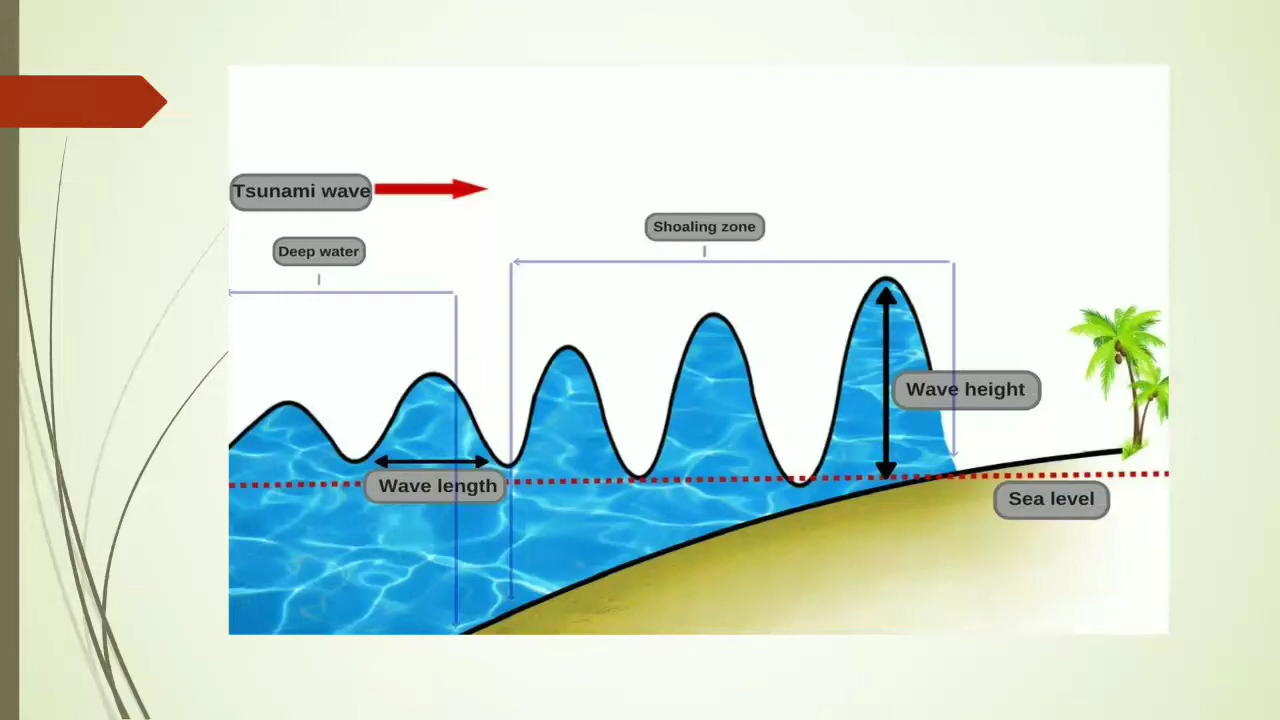 Tsunami wave
Deep water
Shoaling zone
Wave height
Wave length
Sea level